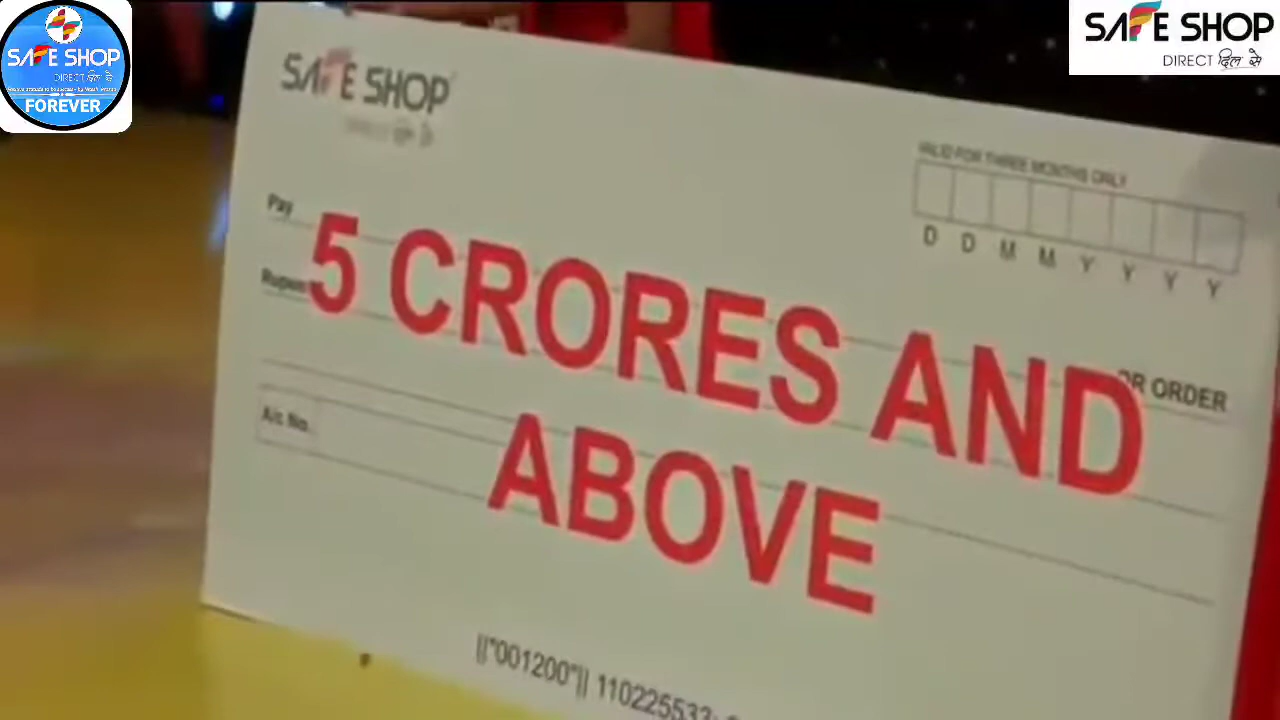 SAFE SHOP
DIRECT दिल से
FOREVER
SAFE SHOP
DIRECT दिल से
SAFE SHOP
VALID FOR THREE MONTHS ONLY
D D M M Y Y Y Y
Pay
5 CRORES AND
Rupees
OR ORDER
ABOVE
A/c No.
||"001200"|| 110225533